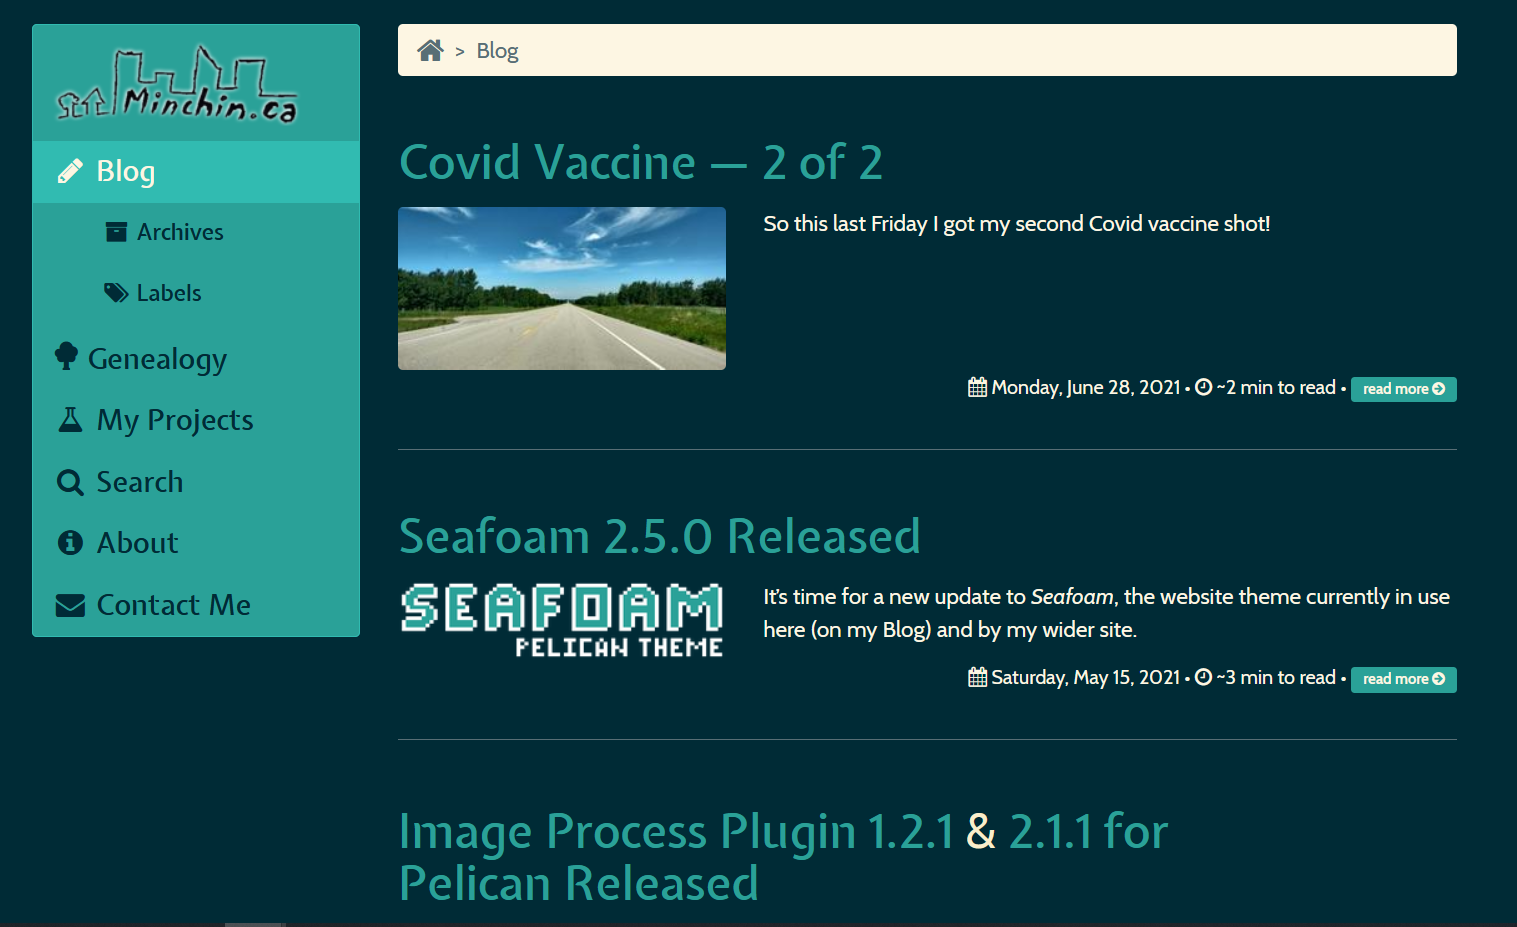 Minchin.ca
Blog
Archives
Labels
Genealogy
My Projects
Search
About
Contact Me
> Blog
Covid Vaccine — 2 of 2
So this last Friday I got my second Covid vaccine shot!
Monday, June 28, 2021 • ~2 min to read • read more
Seafoam 2.5.0 Released
SEAFOAM
PELICAN THEME
It’s time for a new update to Seafoam, the website theme currently in use
here (on my Blog) and by my wider site.
Saturday, May 15, 2021 • ~3 min to read • read more
Image Process Plugin 1.2.1 & 2.1.1 for
Pelican Released